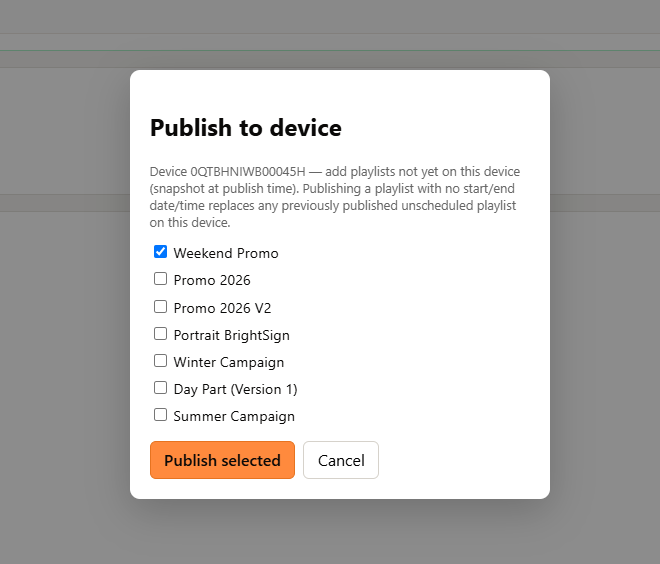 Publish to device
Device 0QTBHNIWB00045H — add playlists not yet on this device
(snapshot at publish time). Publishing a playlist with no start/end
date/time replaces any previously published unscheduled playlist
on this device.
Weekend Promo
Promo 2026
Promo 2026 V2
Portrait BrightSign
Winter Campaign
Day Part (Version 1)
Summer Campaign
Publish selected
Cancel